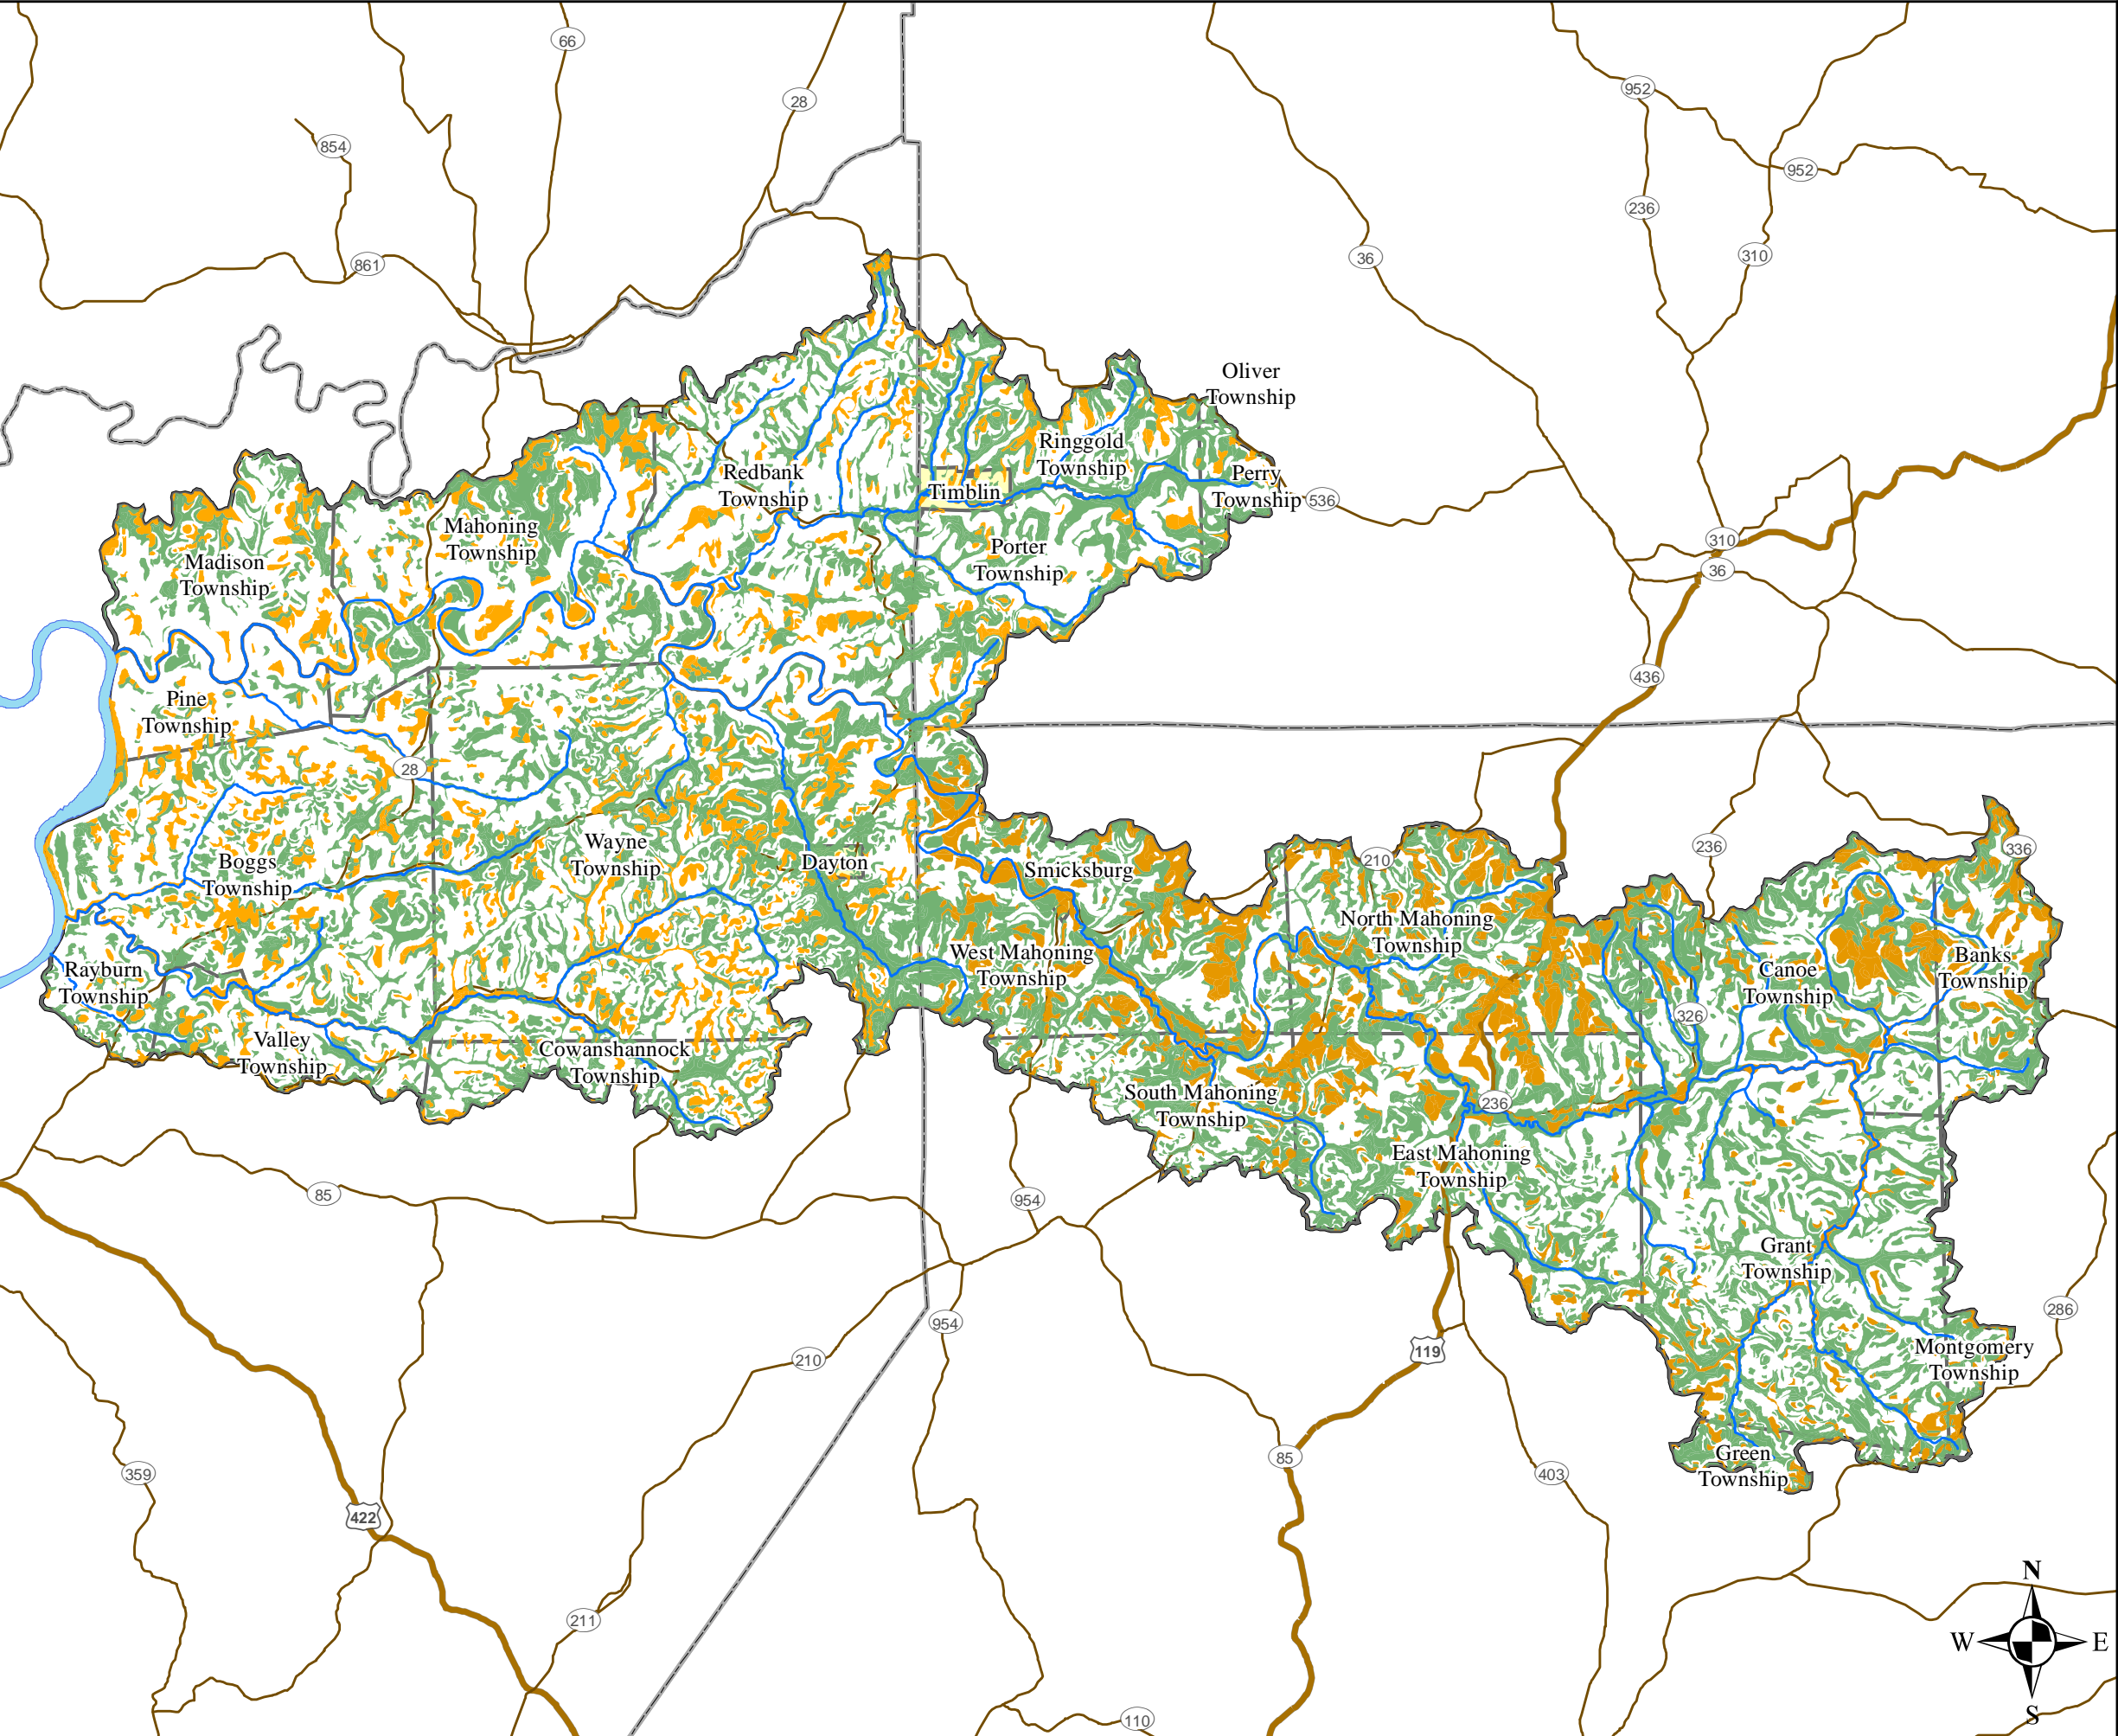 66
28
952
854
952
236
310
36
861
Oliver
Township
Ringgold
Township
Redbank
Township
Perry
Township
Timblin
536
Mahoning
Township
310
Porter
Township
36
Madison
Township
436
Pine
Township
28
Wayne
Township
236
336
210
Dayton
Smicksburg
Boggs
Township
North Mahoning
Township
West Mahoning
Township
Banks
Township
Canoe
Township
Rayburn
Township
326
Valley
Township
Cowanshannock
Township
South Mahoning
Township
236
East Mahoning
Township
85
954
Grant
Township
286
954
119
210
Montgomery
Township
85
359
403
Green
Township
422
N
211
W
E
S
110